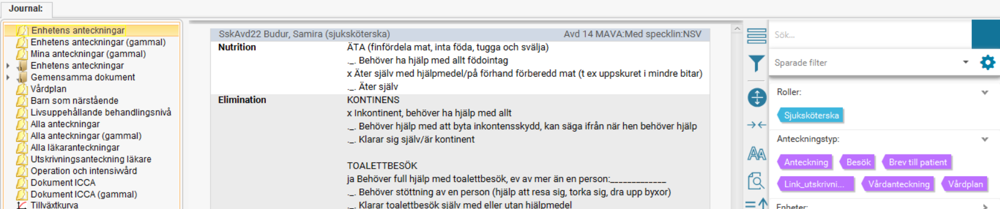 Journal:
Enhetens anteckningar
Enhetens anteckningar (gammal)
Mina anteckningar (gammal)
Enhetens anteckningar
Gemensamma dokument
Vårdplan
Barn som närstående
Livsuppehållande behandlingsnivå
Alla anteckningar
Alla anteckningar (gammal)
Alla läkaranteckningar
Utskrivningsanteckning läkare
Operation och intensivvård
Dokument ICCA
Dokument ICCA (gammal)
Tillväxtkurva
SskAvd22 Budur, Samira (sjuksköterska) Avd 14 MAVA:Med specklin:NSV
Nutrition ÄTA (finfördela mat, inta föda, tugga och svälja)
._. Behöver ha hjälp med allt födointag
x Äter själv med hjälpmedel/på förhand förberedd mat (t ex uppskuret i mindre bitar)
._. Äter själv
Elimination KONTINENS
x Inkontinent, behöver ha hjälp med allt
._. Behöver hjälp med att byta inkontensskydd, kan säga ifrån när hen behöver hjälp
._. Klarar sig själv/är kontinent
TOALETTBESÖK
ja Behöver full hjälp med toalettbesök, ev av mer än en person:_____________
._. Behöver stöttning av en person (hjälp att resa sig, torka sig, dra upp byxor)
._. Klarar toalettbesök själv med eller utan hjälpmedel
AA
Sök...
Sparade filter
Roller:
Sjuksköterska
Anteckningstyp:
Anteckning Besök Brev till patient
Link_utskrivni... Vårdanteckning Vårdplan
Enheter: